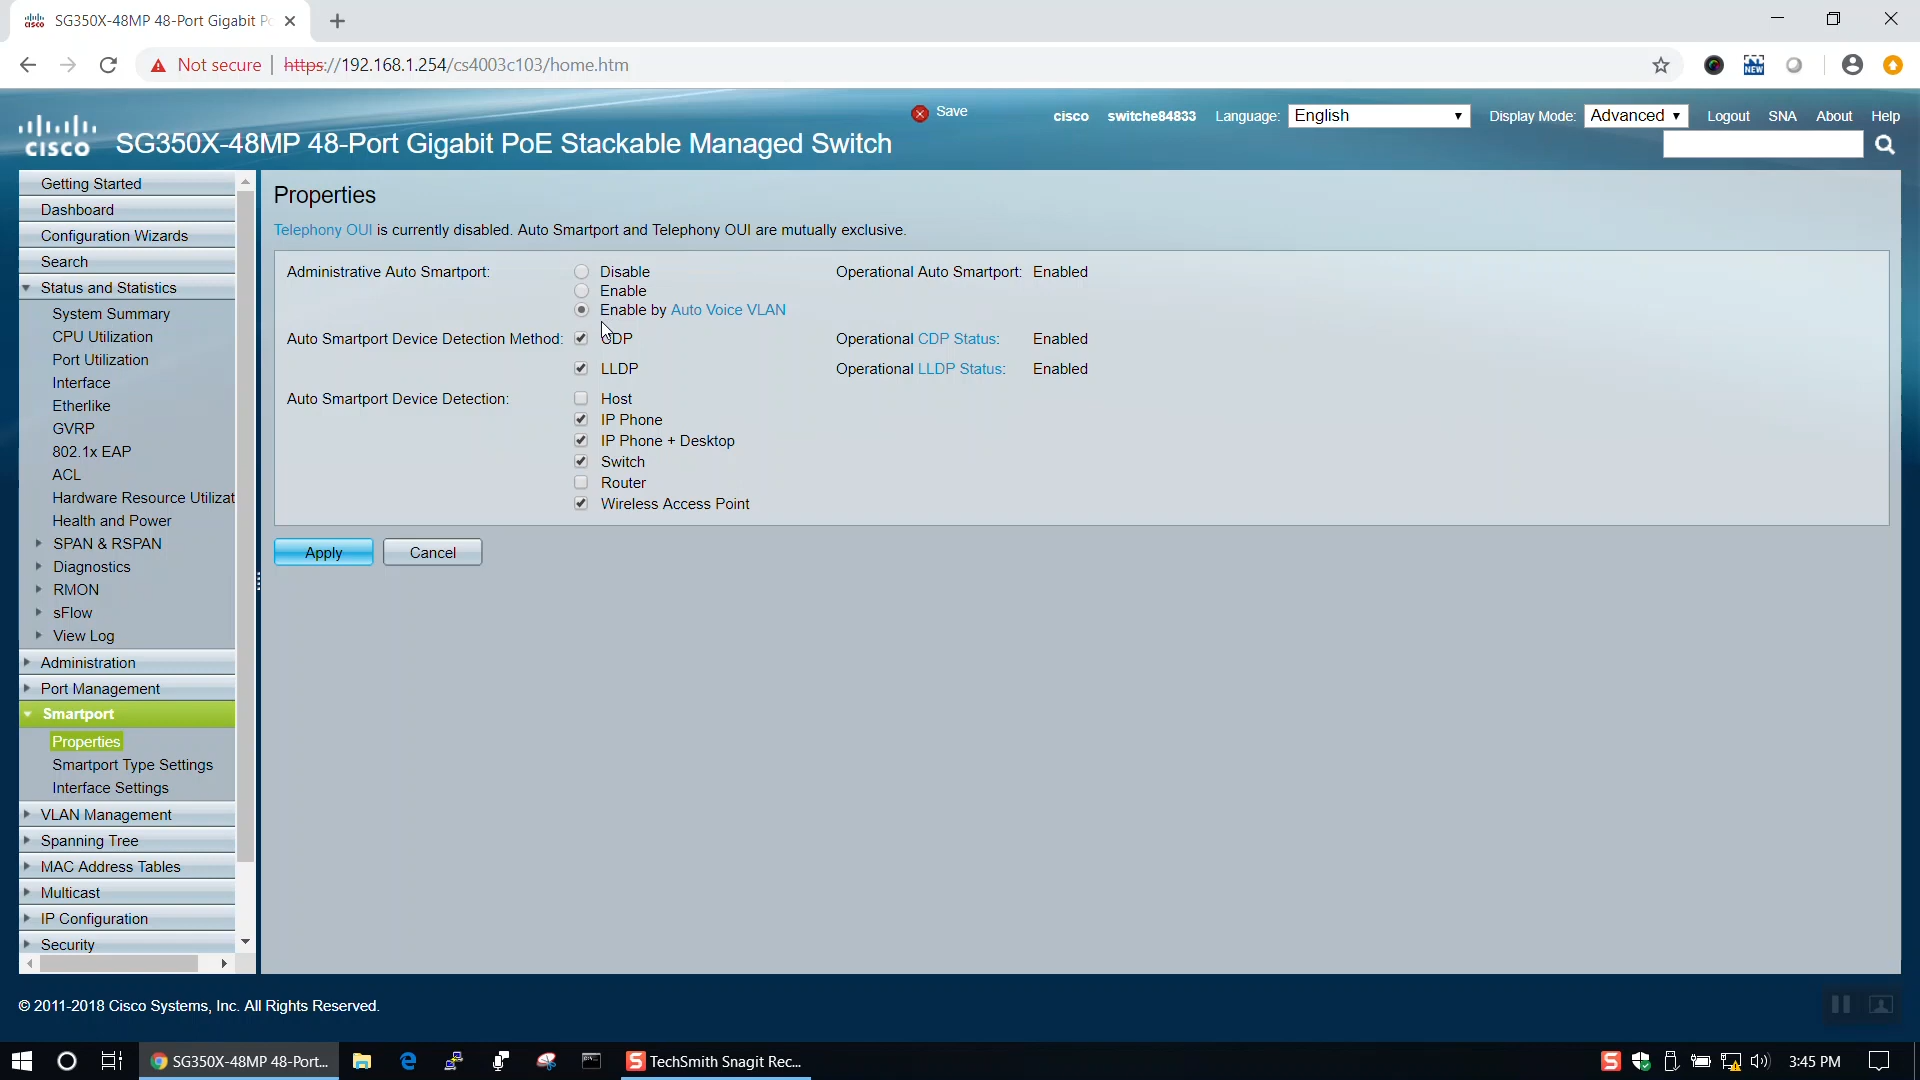 SG350X-48MP 48-Port Gigabit Po
Not secure | https://192.168.1.254/cs4003c103/home.htm
NEW
Save
cisco switche84833 Language: English Display Mode: Advanced Logout SNA About Help
cisco SG350X-48MP 48-Port Gigabit PoE Stackable Managed Switch
Getting Started
Dashboard
Configuration Wizards
Search
Status and Statistics
System Summary
CPU Utilization
Port Utilization
Interface
Etherlike
GVRP
802.1x EAP
ACL
Hardware Resource Utilizat
Health and Power
SPAN & RSPAN
Diagnostics
RMON
sFlow
View Log
Administration
Port Management
Smartport
Properties
Smartport Type Settings
Interface Settings
VLAN Management
Spanning Tree
MAC Address Tables
Multicast
IP Configuration
Security
Properties
Telephony OUI is currently disabled. Auto Smartport and Telephony OUI are mutually exclusive.
Administrative Auto Smartport: Disable Operational Auto Smartport: Enabled
Enable
Enable by Auto Voice VLAN
Auto Smartport Device Detection Method: CDP Operational CDP Status: Enabled
LLDP Operational LLDP Status: Enabled
Auto Smartport Device Detection: Host
IP Phone
IP Phone + Desktop
Switch
Router
Wireless Access Point
Apply Cancel
© 2011-2018 Cisco Systems, Inc. All Rights Reserved.
SG350X-48MP 48-Port... TechSmith Snagit Rec... 3:45 PM